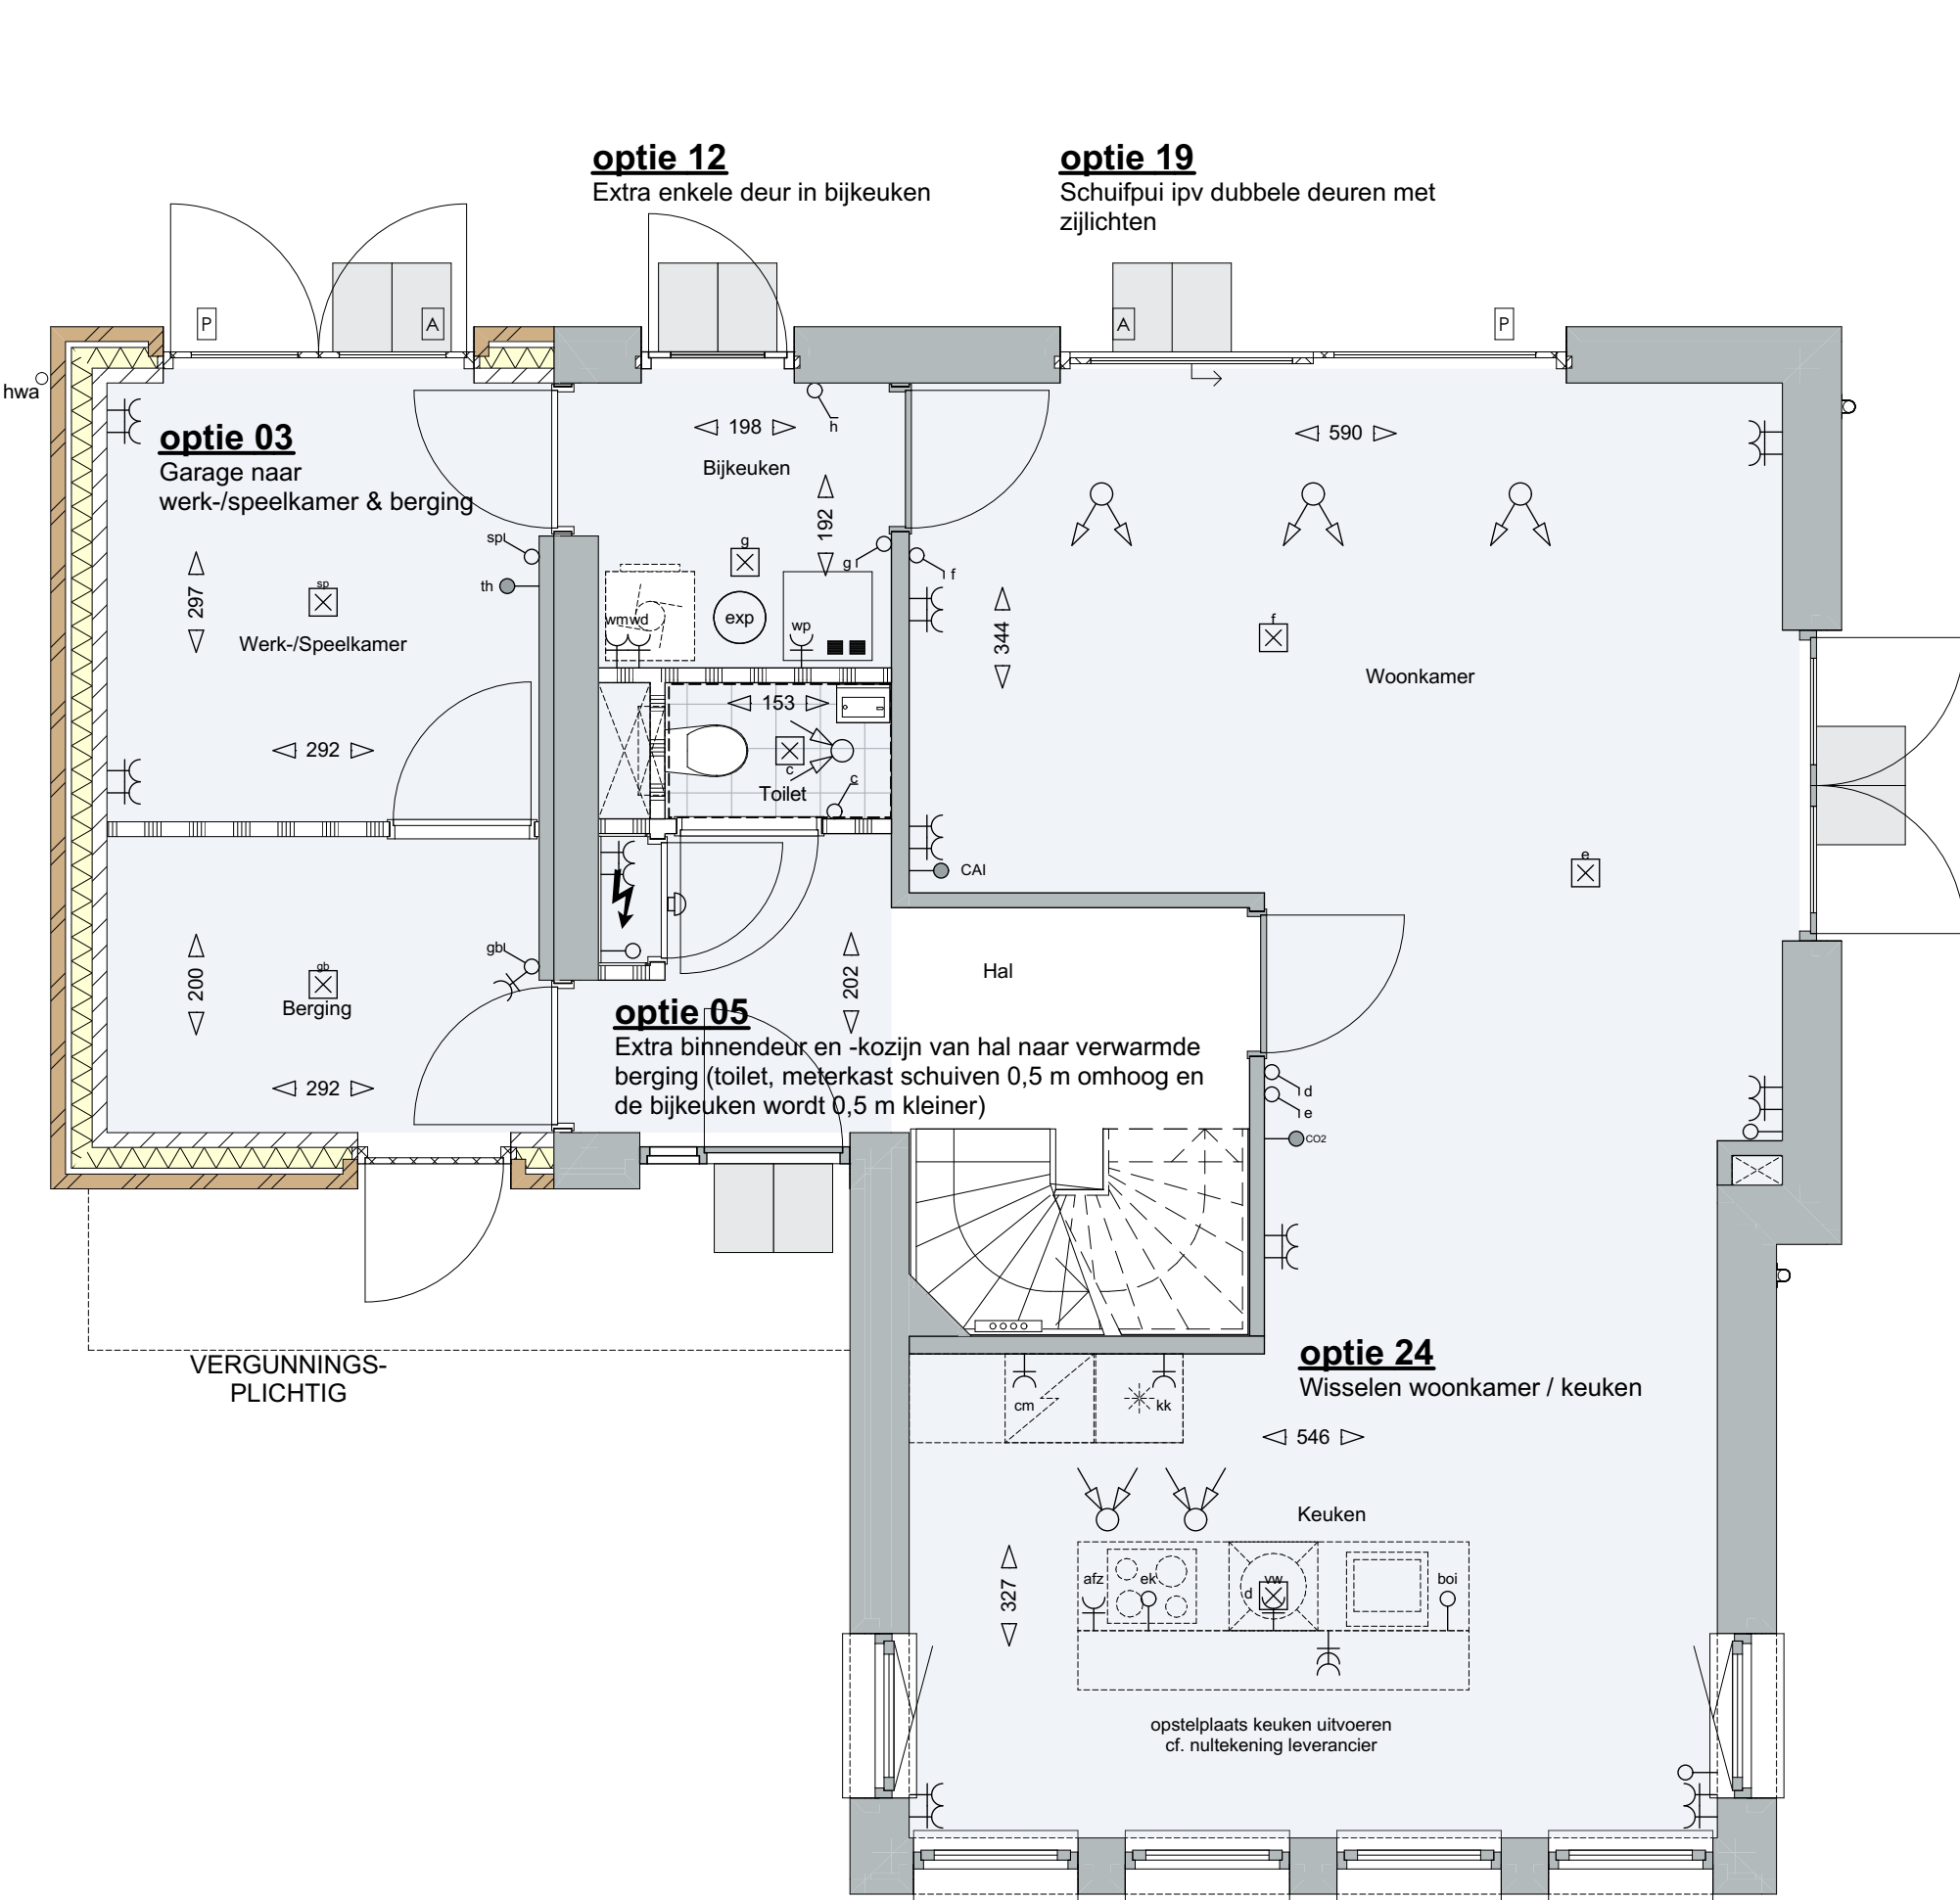 optie 12
Extra enkele deur in bijkeuken
optie 19
Schuifpui ipv dubbele deuren met
zijlichten
P
A
A
P
hwa
optie 03
Garage naar
werk-/speelkamer & berging
198
h
Bijkeuken
590
192
spl
th
g
g
f
297
sp
Werk-/Speelkamer
wm
wd
exp
wp
344
f
Woonkamer
153
292
c
c
Toilet
CAI
e
gbl
200
gb
Berging
202
Hal
optie 05
Extra binnendeur en -kozijn van hal naar verwarmde
berging (toilet, meterkast schuiven 0,5 m omhoog en
de bijkeuken wordt 0,5 m kleiner)
292
d
e
CO2
VERGUNNINGS-
PLICHTIG
optie 24
Wisselen woonkamer / keuken
cm
kk
546
Keuken
327
afz
ek
d
vw
boi
opstelplaats keuken uitvoeren
cf. nultekening leverancier